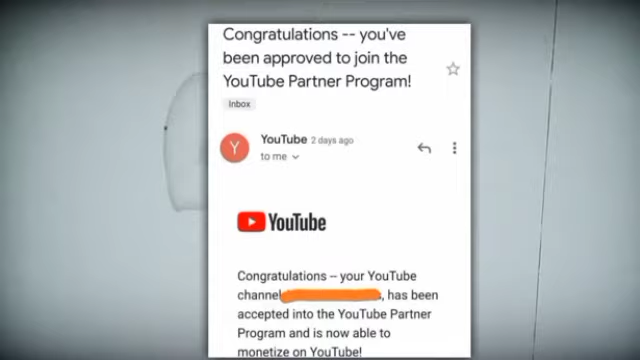 Congratulations -- you've
been approved to join the
YouTube Partner Program!
Inbox
Y
YouTube 2 days ago
to me
YouTube
Congratulations – your YouTube
channel , has been
accepted into the YouTube Partner
Program and is now able to
monetize on YouTube!